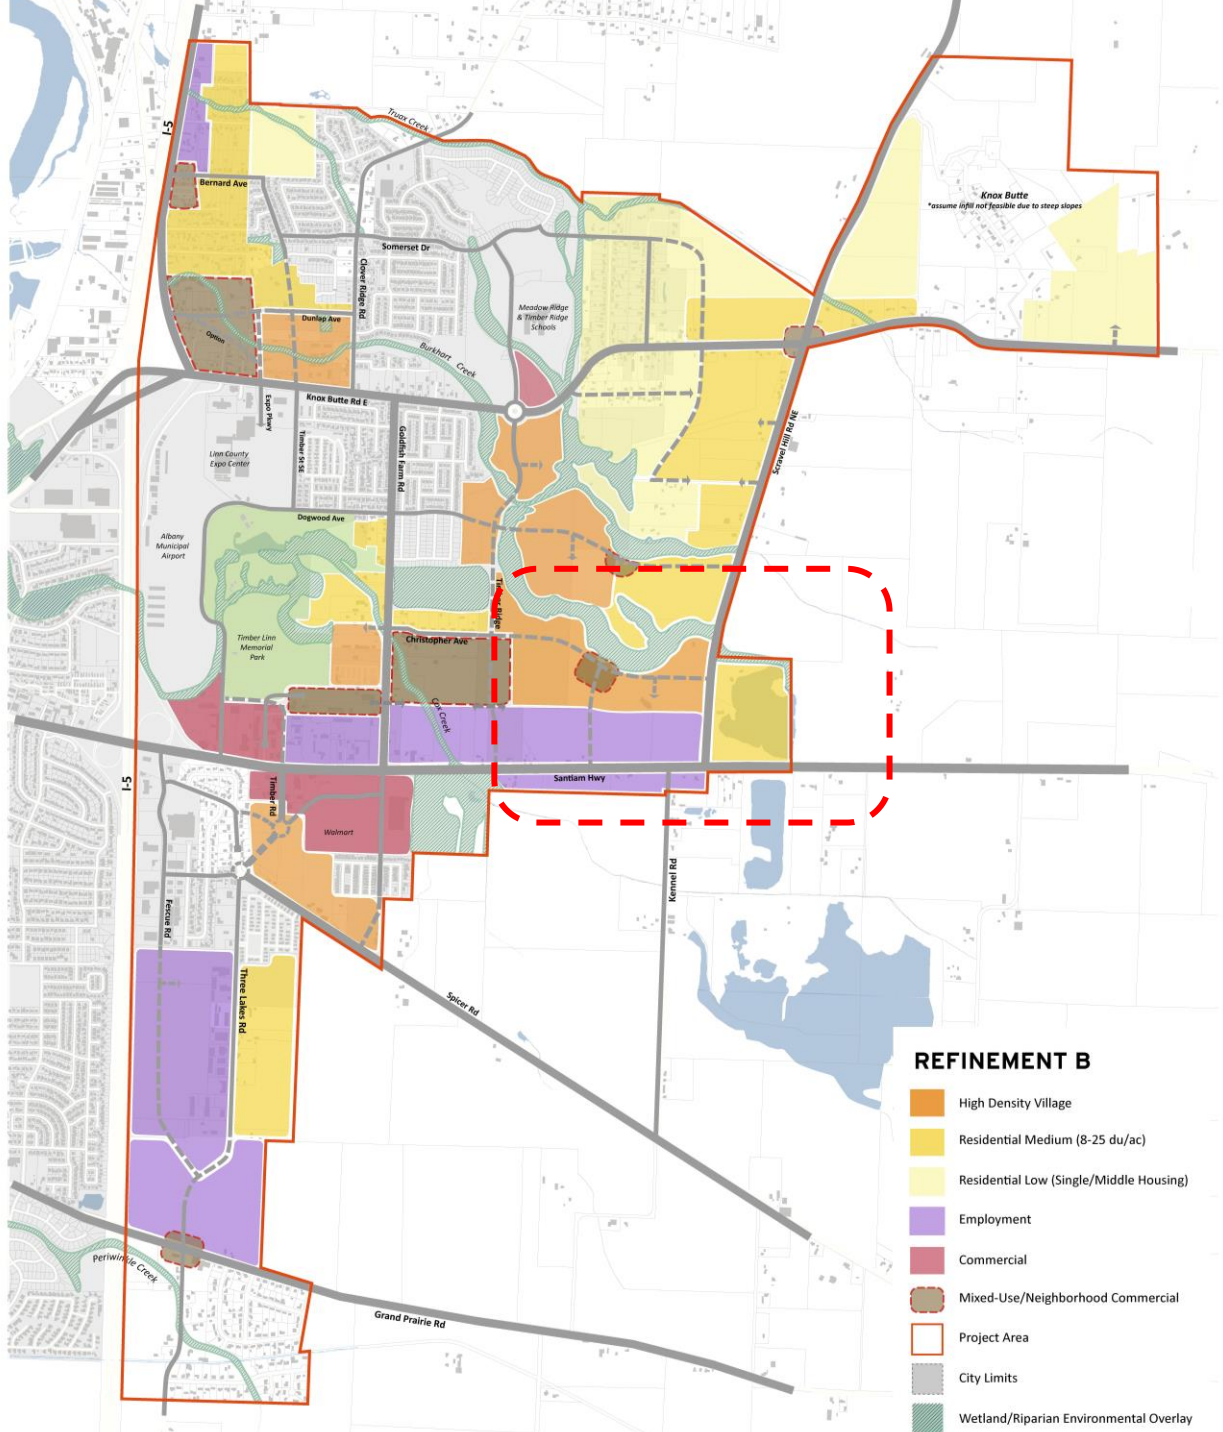 Truax Creek
I-5
Bernard Ave
Knox Butte
*assume infill not feasible due to steep slopes
Somerset Dr
Clover Ridge Rd
Meadow Ridge
& Timber Ridge
Schools
Dunlap Ave
Option
Burkhart Creek
Knox Butte Rd E
Expo Pkwy
Scravel Hill Rd NE
Timber St SE
Goldfish Farm Rd
Linn County
Expo Center
Dogwood Ave
Albany
Municipal
Airport
Timber Ridge
Christopher Ave
Timber Linn
Memorial
Park
Cox Creek
Santiam Hwy
I-5
Timber Rd
Walmart
Kennel Rd
Fescue Rd
Three Lakes Rd
Spicer Rd
Periwinkle Creek
Grand Prairie Rd
REFINEMENT B
High Density Village
Residential Medium (8-25 du/ac)
Residential Low (Single/Middle Housing)
Employment
Commercial
Mixed-Use/Neighborhood Commercial
Project Area
City Limits
Wetland/Riparian Environmental Overlay